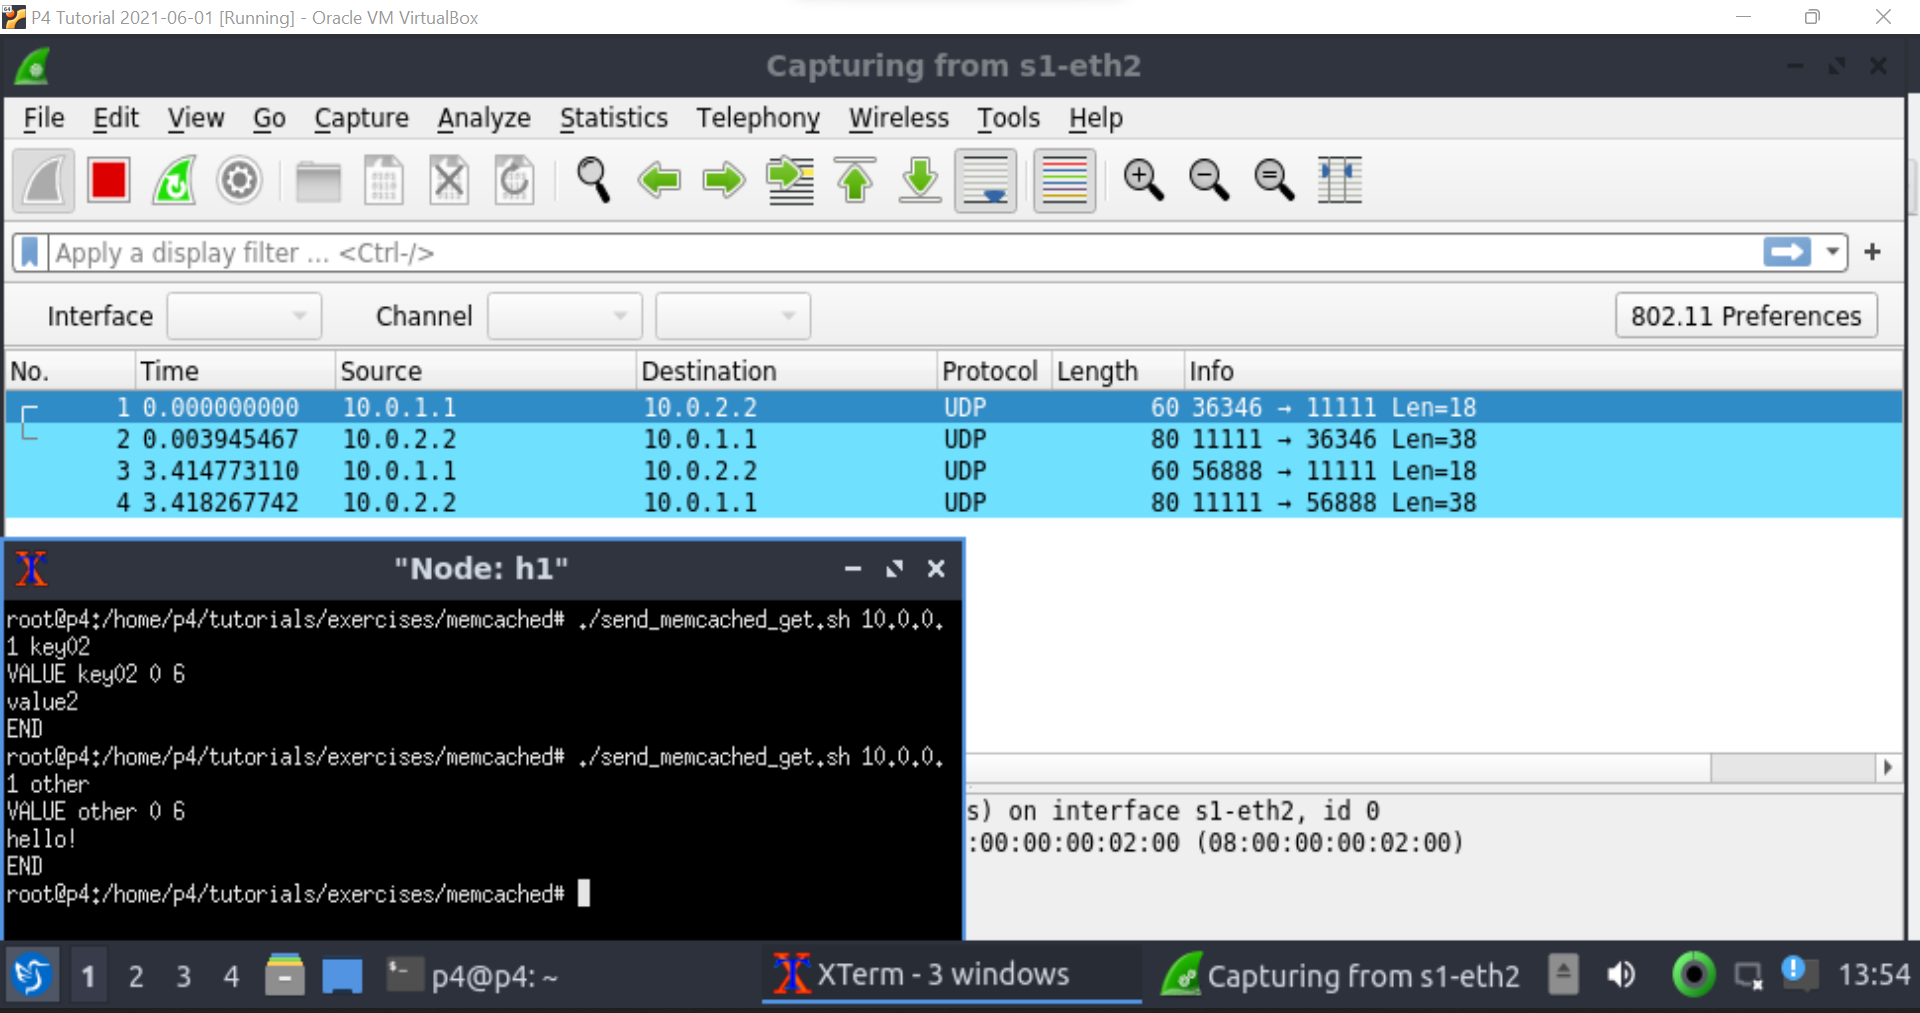 P4 Tutorial 2021-06-01 [Running] - Oracle VM VirtualBox
Capturing from s1-eth2
File Edit View Go Capture Analyze Statistics Telephony Wireless Tools Help
Apply a display filter ... <Ctrl-/>
Interface Channel 802.11 Preferences
No. Time Source Destination Protocol Length Info
1 0.000000000 10.0.1.1 10.0.2.2 UDP 60 36346 → 11111 Len=18
2 0.003945467 10.0.2.2 10.0.1.1 UDP 80 11111 → 36346 Len=38
3 3.414773110 10.0.1.1 10.0.2.2 UDP 60 56888 → 11111 Len=18
4 3.418267742 10.0.2.2 10.0.1.1 UDP 80 11111 → 56888 Len=38
"Node: h1"
root@p4:/home/p4/tutorials/exercises/memcached# ./send_memcached_get.sh 10.0.0.
1 key02
VALUE key02 0 6
value2
END
root@p4:/home/p4/tutorials/exercises/memcached# ./send_memcached_get.sh 10.0.0.
1 other
VALUE other 0 6
hello!
END
root@p4:/home/p4/tutorials/exercises/memcached#
s) on interface s1-eth2, id 0
:00:00:00:02:00 (08:00:00:00:02:00)
1 2 3 4 p4@p4: ~ XTerm - 3 windows Capturing from s1-eth2 13:54